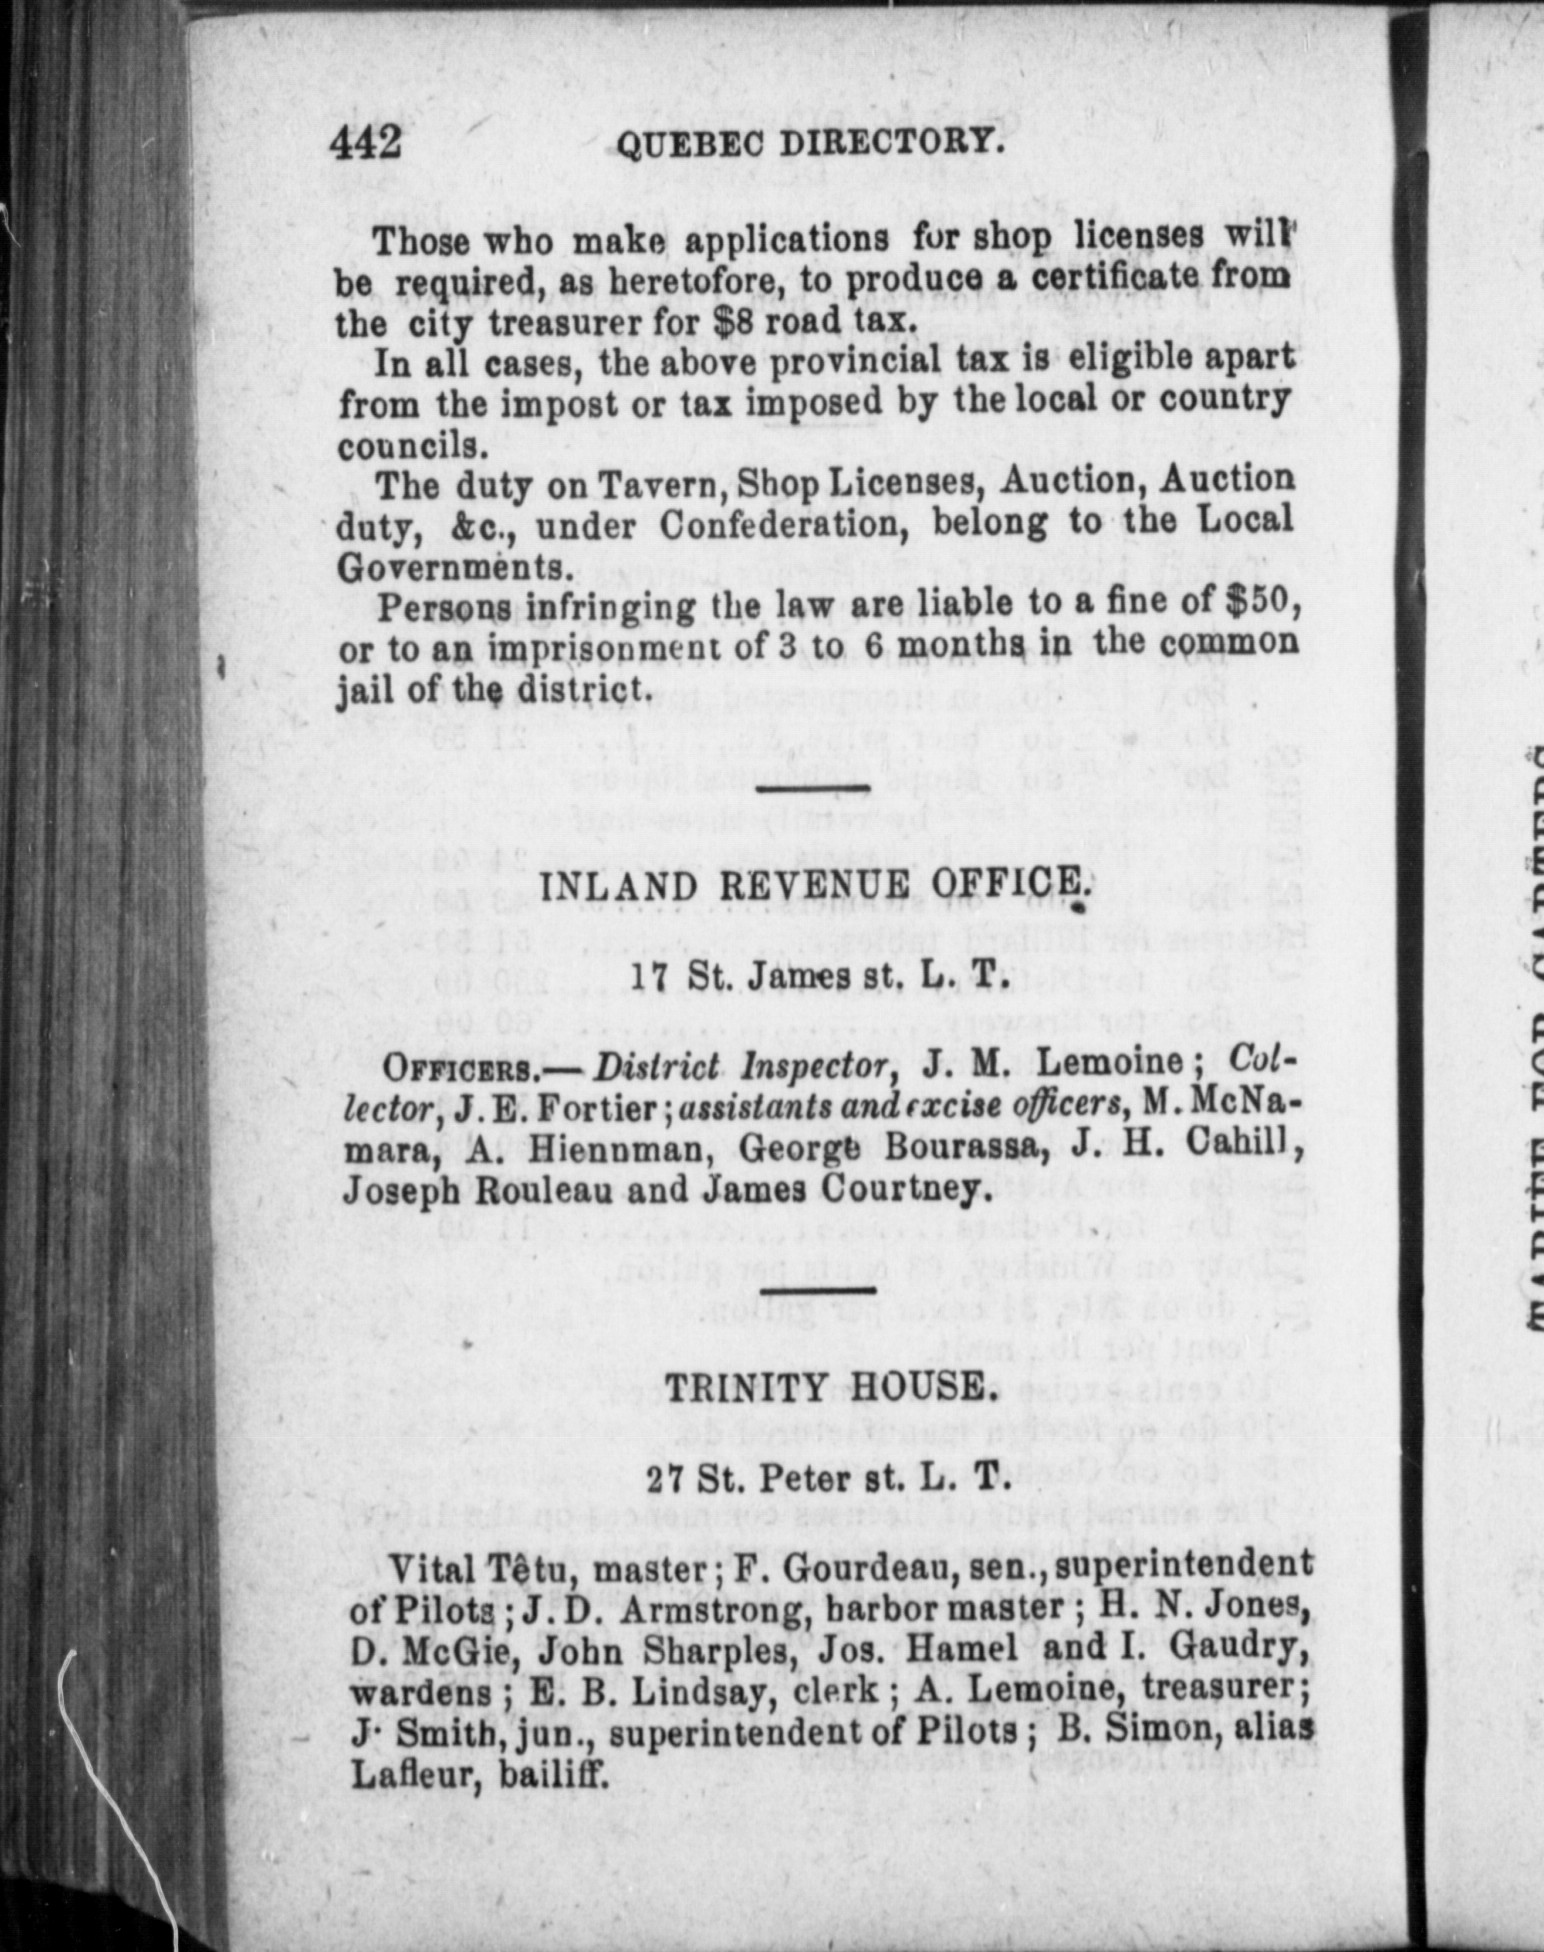 442 QUEBEC DIRECTORY.
Those who make applications for shop licenses will
be required, as heretofore, to produce a certificate from
the city treasurer for $8 road tax.
In all cases, the above provincial tax is eligible apart
from the impost or tax imposed by the local or country
councils.
The duty on Tavern, Shop Licenses, Auction, Auction
duty, &c., under Confederation, belong to the Local
Governments.
Persons infringing the law are liable to a fine of $50,
or to an imprisonment of 3 to 6 months in the common
jail of the district.
INLAND REVENUE OFFICE.
17 St. James st. L. T.
OFFICERS.—District Inspector, J. M. Lemoine; Col-
lector, J. E. Fortier; assistants and excise officers, M. McNa-
mara, A. Hiennman, George Bourassa, J. H. Cahill,
Joseph Rouleau and James Courtney.
TRINITY HOUSE.
27 St. Peter st. L. T.
Vital Têtu, master; F. Gourdeau, sen., superintendent
of Pilots; J. D. Armstrong, harbor master; H. N. Jones,
D. McGie, John Sharples, Jos. Hamel and I. Gaudry,
wardens; E. B. Lindsay, clerk; A. Lemoine, treasurer;
J. Smith, jun., superintendent of Pilots; B. Simon, alias
Lafleur, bailiff.
TARIFF FOR CARTERS